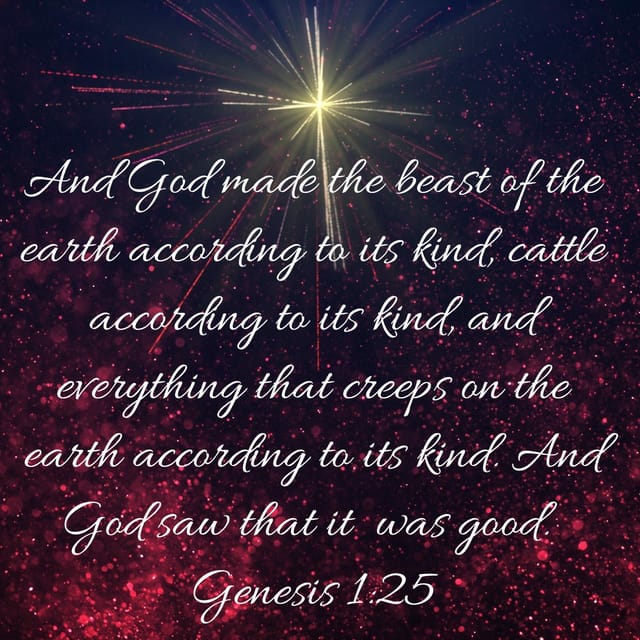 And God made the beast of the
earth according to its kind, cattle
according to its kind, and
everything that creeps on the
earth according to its kind. And
God saw that it was good.
Genesis 1:25